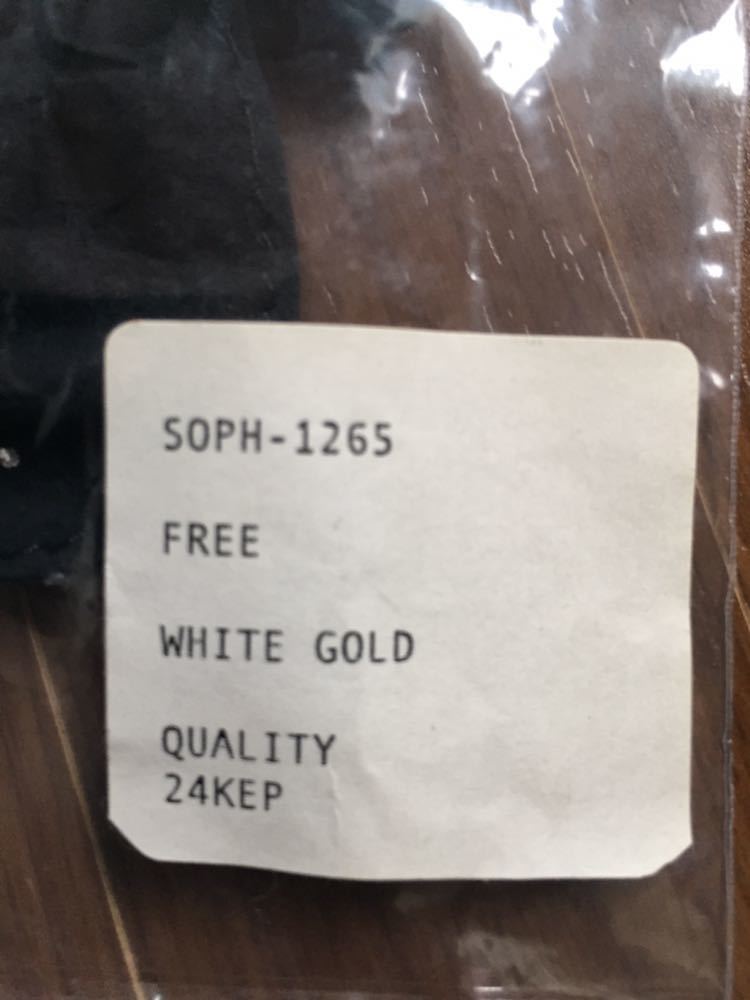 SOPH-1265
FREE
WHITE GOLD
QUALITY
24KEP